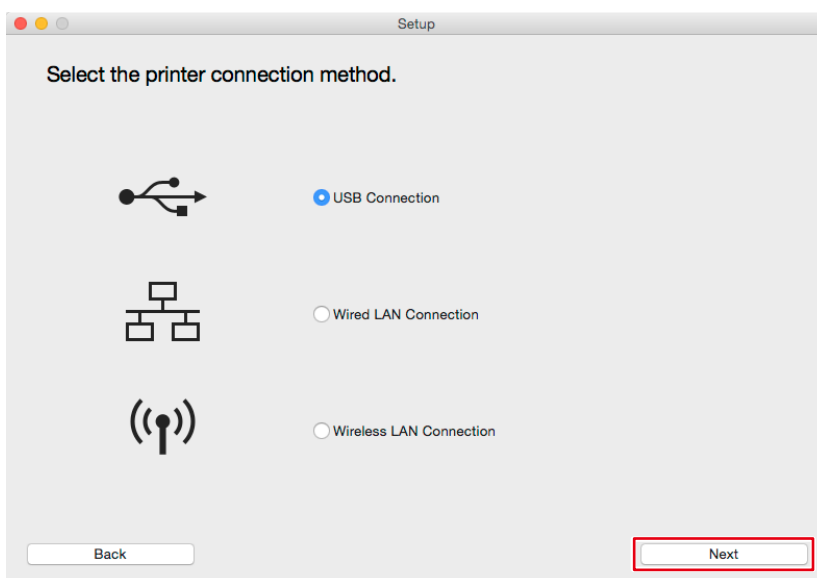 Setup
Select the printer connection method.
USB Connection
Wired LAN Connection
Wireless LAN Connection
Back
Next